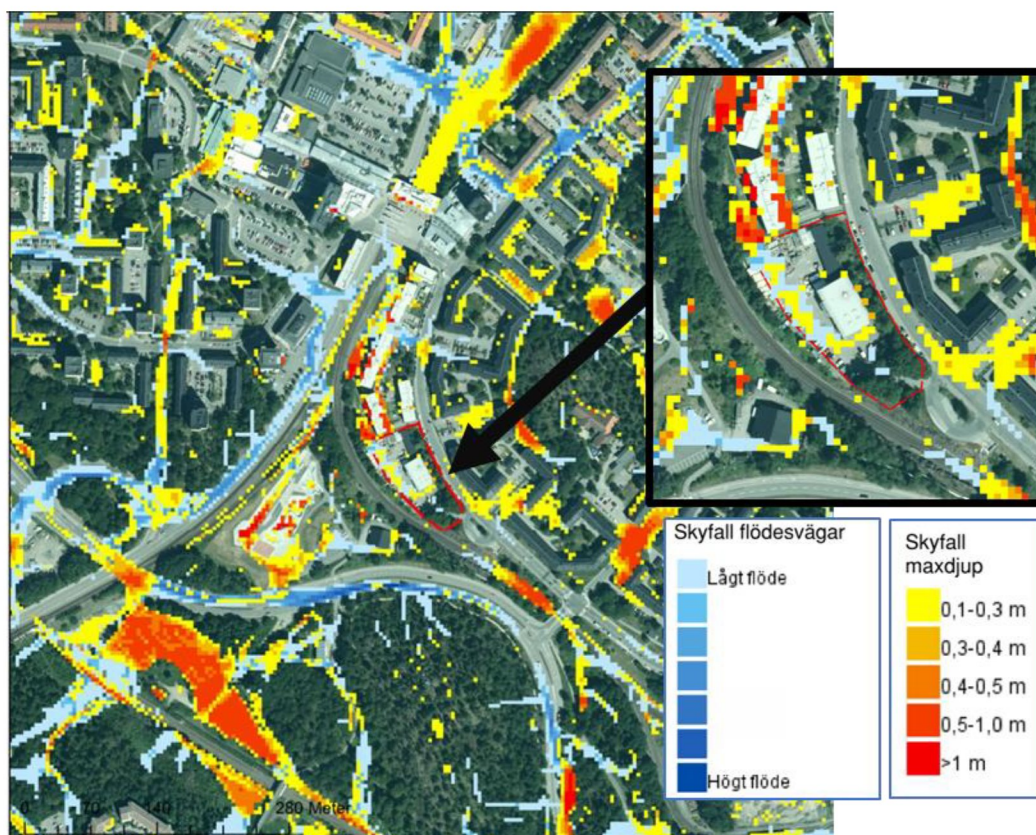 Skyfall flödesvägar
Lågt flöde
Högt flöde
Skyfall
maxdjup
0,1-0,3 m
0,3-0,4 m
0,4-0,5 m
0,5-1,0 m
>1 m
0 70 140 280 Meter